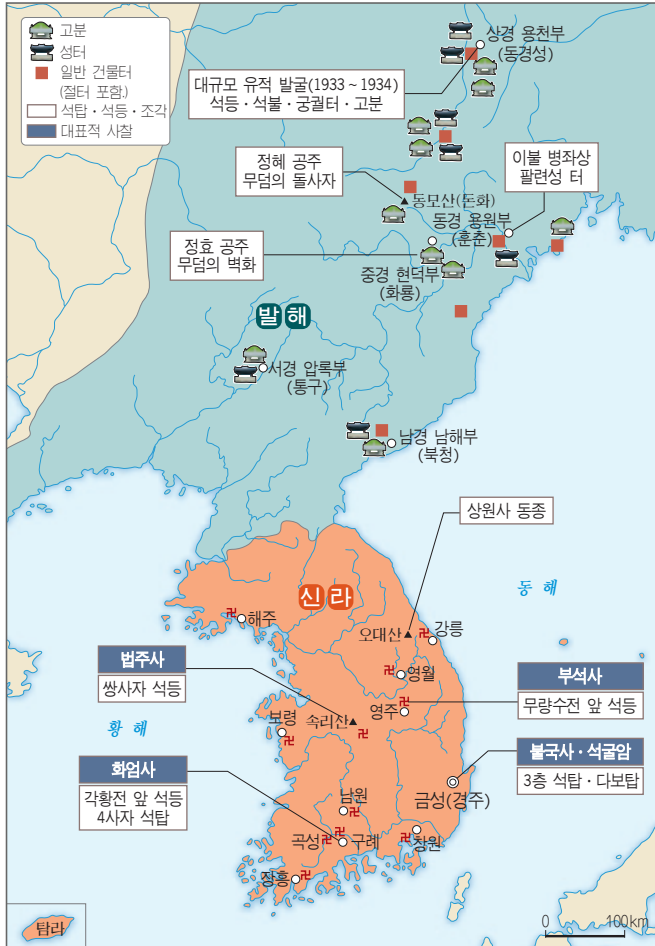 고분
성터
일반 건물터
(절터 포함)
석탑·석등·조각
대표적 사찰
상경 용천부
(동경성)
대규모 유적 발굴(1933~1934)
석등·석불·궁궐터·고분
정혜 공주
무덤의 돌사자
이불 병좌상
팔련성 터
동모산(돈화)
동경 용원부
(훈춘)
정효 공주
무덤의 벽화
중경 현덕부
(화룡)
발해
서경 압록부
(통구)
남경 남해부
(북청)
상원사 동종
신라
동해
해주
오대산
강릉
법주사
쌍사자 석등
영월
부석사
무량수전 앞 석등
영주
보령
속리산
황해
불국사·석굴암
3층 석탑·다보탑
화엄사
각황전 앞 석등
4사자 석탑
금성(경주)
남원
곡성
구례
창원
장흥
탐라
0 100km